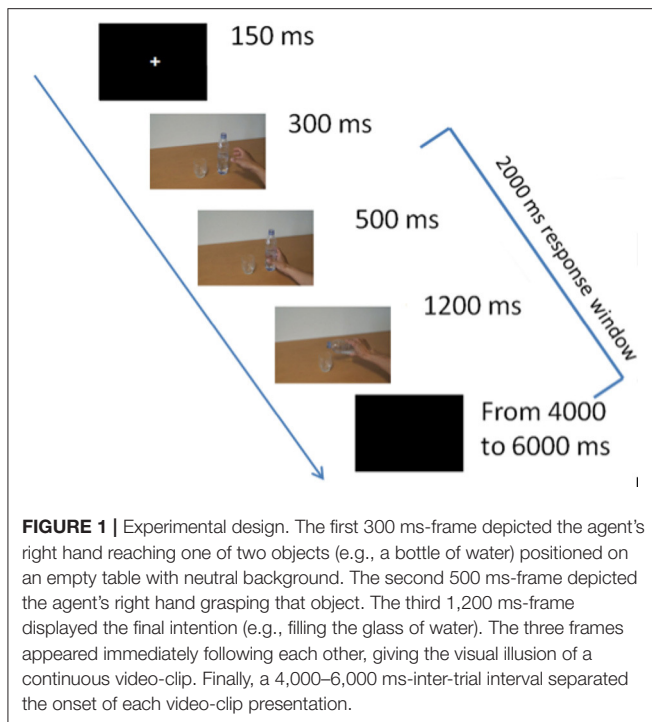 150 ms
300 ms
500 ms
1200 ms
2000 ms response window
From 4000
to 6000 ms
FIGURE 1 | Experimental design. The first 300 ms-frame depicted the agent's
right hand reaching one of two objects (e.g., a bottle of water) positioned on
an empty table with neutral background. The second 500 ms-frame depicted
the agent's right hand grasping that object. The third 1,200 ms-frame
displayed the final intention (e.g., filling the glass of water). The three frames
appeared immediately following each other, giving the visual illusion of a
continuous video-clip. Finally, a 4,000–6,000 ms-inter-trial interval separated
the onset of each video-clip presentation.